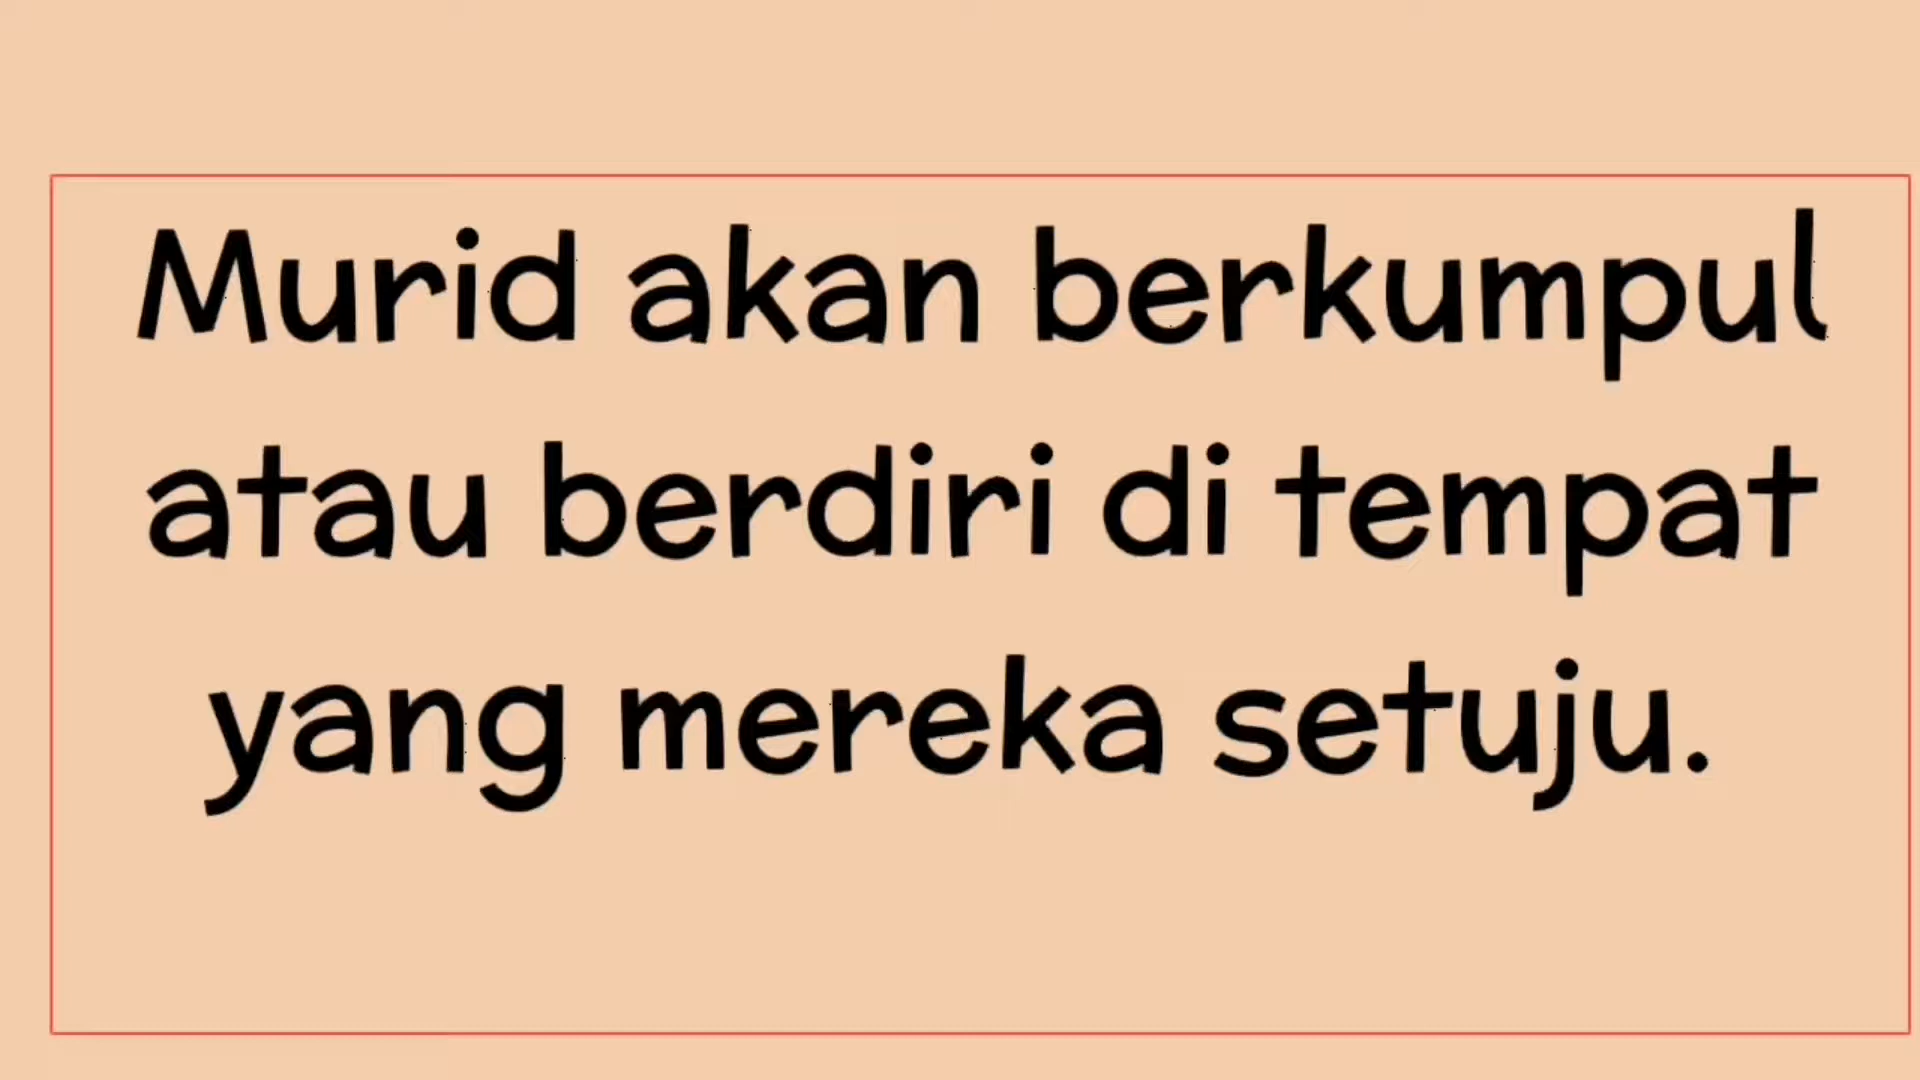 Murid akan berkumpul
atau berdiri di tempat
yang mereka setuju.